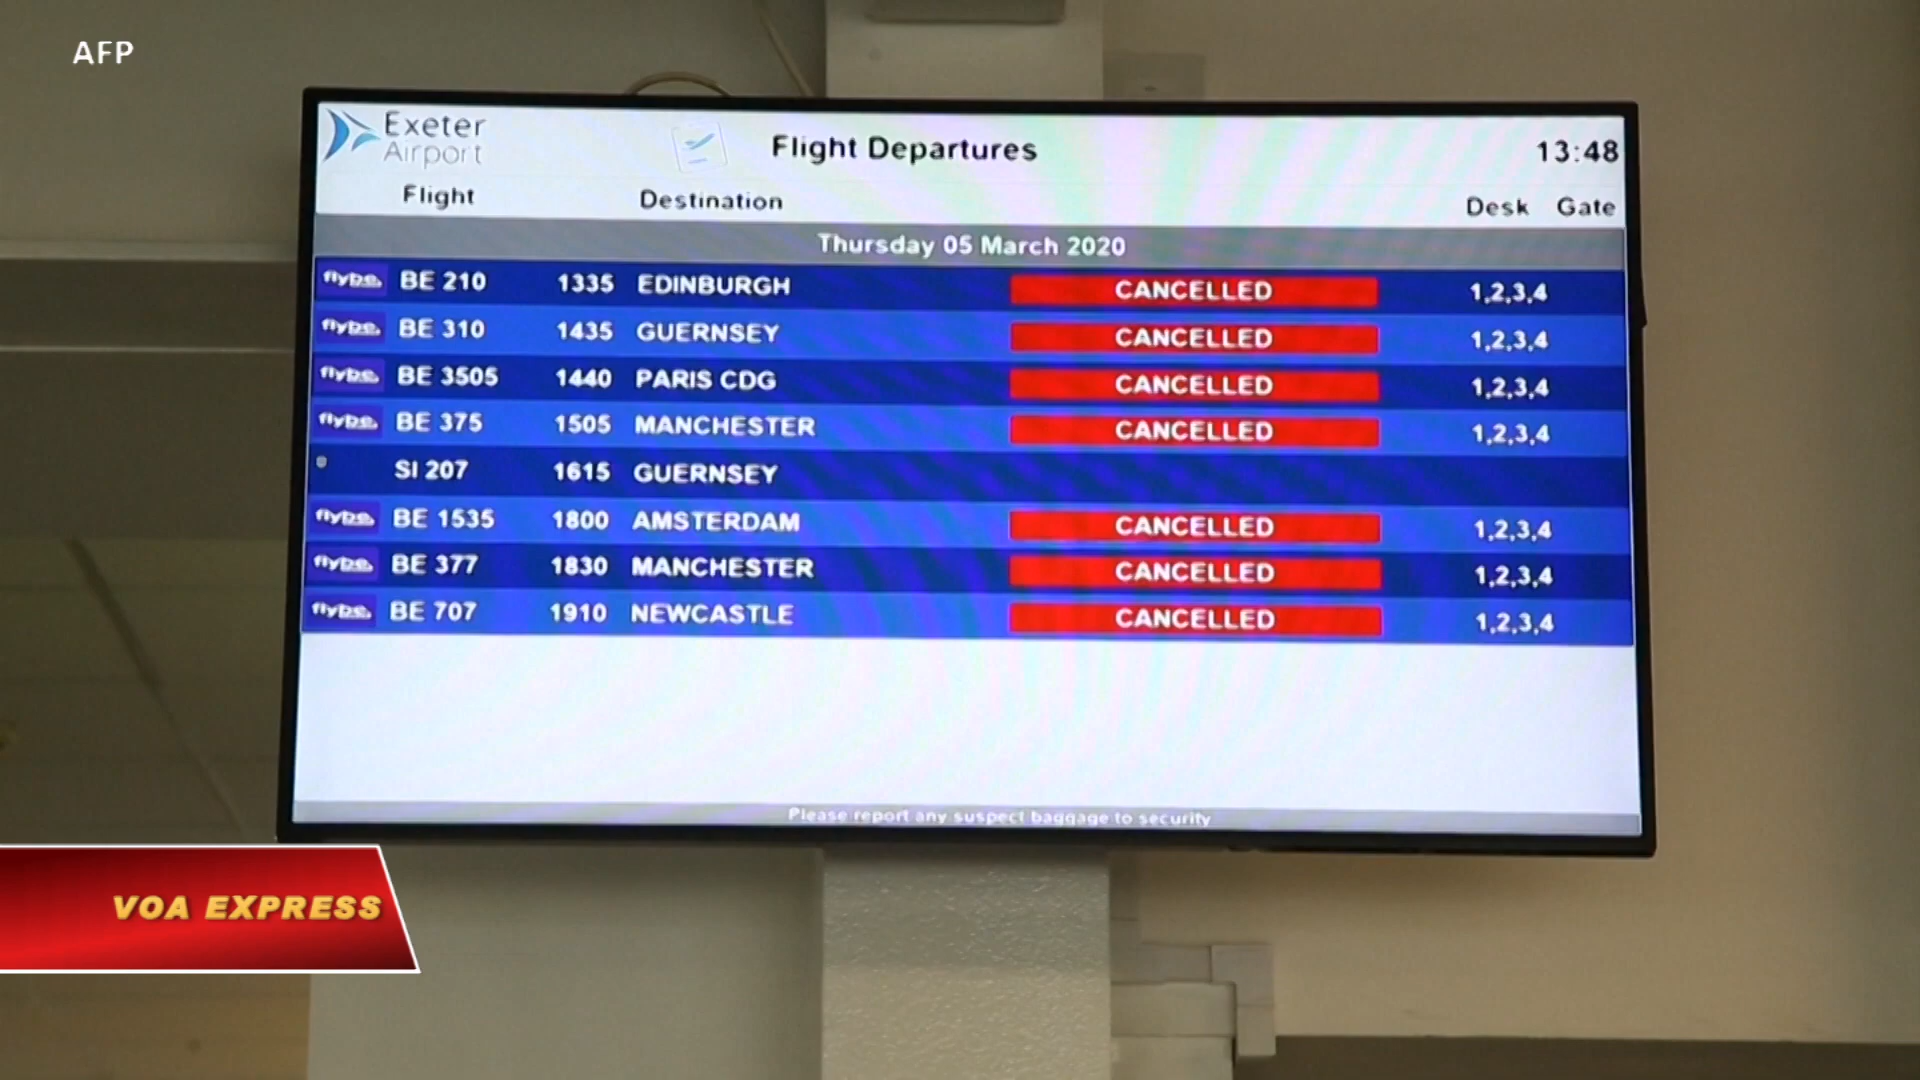 AFP
Exeter
Airport
Flight Departures
13:48
Flight Destination Desk Gate
Thursday 05 March 2020
flybe. BE 210 1335 EDINBURGH CANCELLED 1,2,3,4
flybe. BE 310 1435 GUERNSEY CANCELLED 1,2,3,4
flybe. BE 3505 1440 PARIS CDG CANCELLED 1,2,3,4
flybe. BE 375 1505 MANCHESTER CANCELLED 1,2,3,4
SI 207 1615 GUERNSEY
flybe. BE 1535 1800 AMSTERDAM CANCELLED 1,2,3,4
flybe. BE 377 1830 MANCHESTER CANCELLED 1,2,3,4
flybe. BE 707 1910 NEWCASTLE CANCELLED 1,2,3,4
Please report any suspect baggage to security
VOA EXPRESS